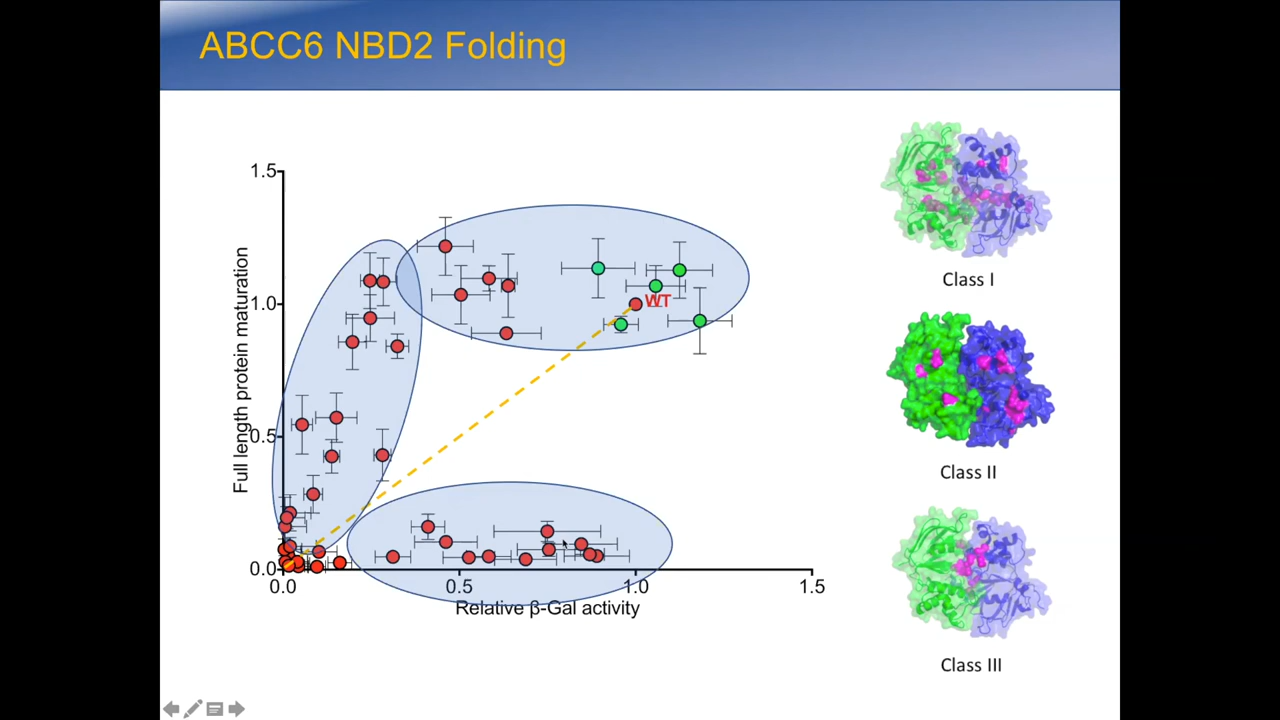 ABCC6 NBD2 Folding
1.5
1.0
0.5
0.0
Full length protein maturation
WT
0.0
0.5
1.0
1.5
Relative β-Gal activity
Class I
Class II
Class III